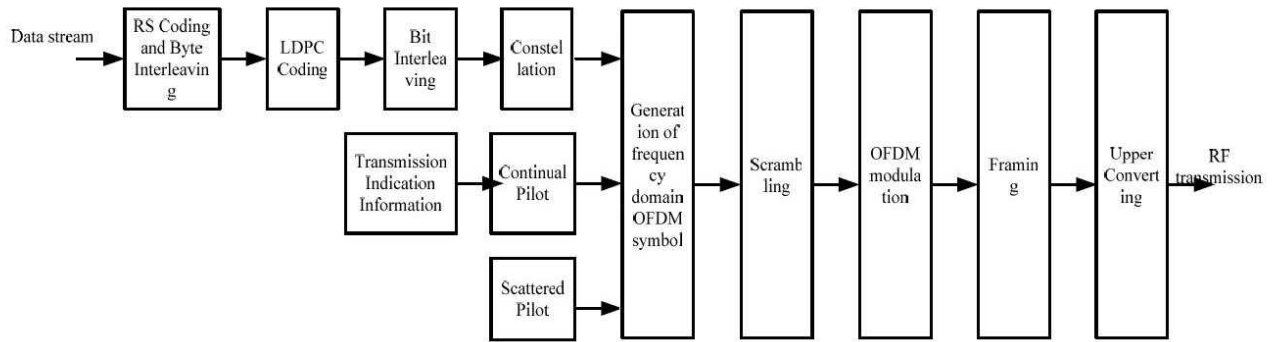 Data stream
RS Coding
and Byte
Interleavin
g
LDPC
Coding
Bit
Interlea
ving
Constel
lation
Transmission
Indication
Information
Continual
Pilot
Scattered
Pilot
Generat
ion of
frequen
cy
domain
OFDM
symbol
Scramb
ling
OFDM
modula
tion
Framin
g
Upper
Convert
ing
RF
transmission